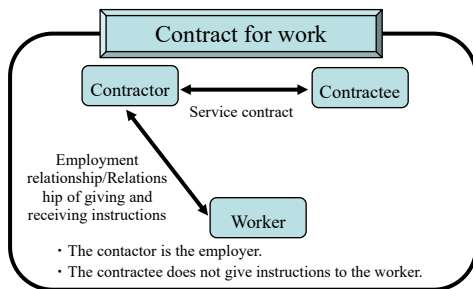 Contract for work
Contractor
Contractee
Service contract
Employment
relationship/Relations
hip of giving and
receiving instructions
Worker
・The contactor is the employer.
・The contractee does not give instructions to the worker.